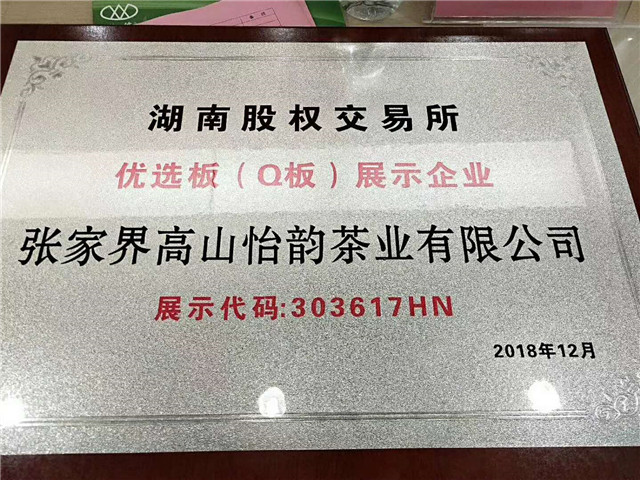 湖南股权交易所
优选板（Q板）展示企业
张家界高山怡韵茶业有限公司
展示代码:303617HN
2018年12月